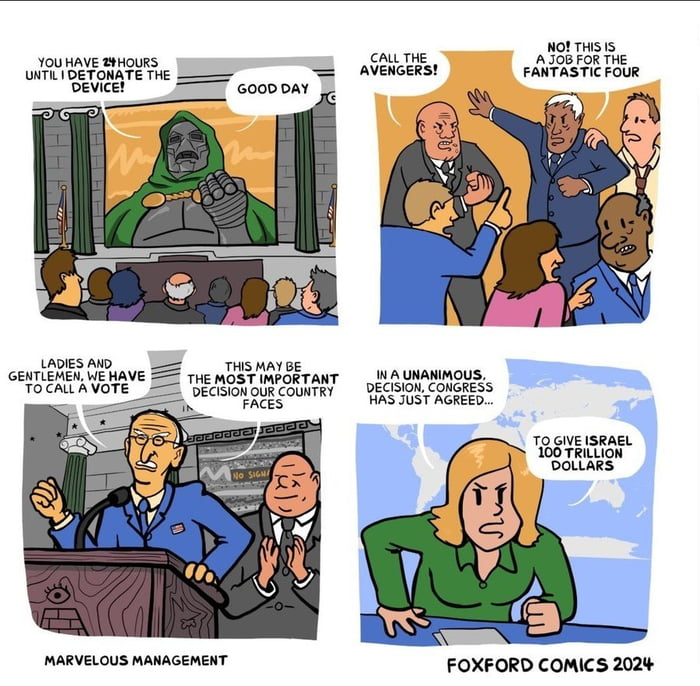 YOU HAVE 24 HOURS
UNTIL I DETONATE THE
DEVICE!
GOOD DAY
CALL THE
AVENGERS!
NO! THIS IS
A JOB FOR THE
FANTASTIC FOUR
LADIES AND
GENTLEMEN, WE HAVE
TO CALL A VOTE
THIS MAY BE
THE MOST IMPORTANT
DECISION OUR COUNTRY
FACES
NO SIGN
IN A UNANIMOUS,
DECISION, CONGRESS
HAS JUST AGREED...
TO GIVE ISRAEL
100 TRILLION
DOLLARS
MARVELOUS MANAGEMENT
FOXFORD COMICS 2024